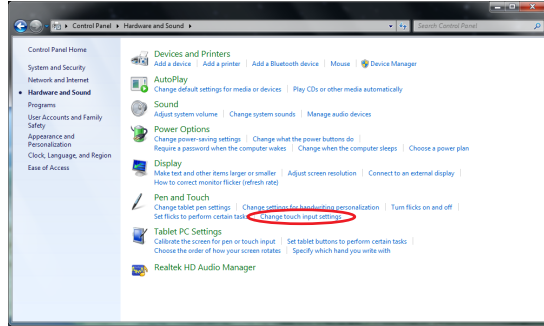 Control Panel ▸ Hardware and Sound ▸
Search Control Panel
Control Panel Home
System and Security
Network and Internet
Hardware and Sound
Programs
User Accounts and Family
Safety
Appearance and
Personalization
Clock, Language, and Region
Ease of Access
Devices and Printers
Add a device | Add a printer | Add a Bluetooth device | Mouse | Device Manager
AutoPlay
Change default settings for media or devices | Play CDs or other media automatically
Sound
Adjust system volume | Change system sounds | Manage audio devices
Power Options
Change power-saving settings | Change what the power buttons do |
Require a password when the computer wakes | Change when the computer sleeps | Choose a power plan
Display
Make text and other items larger or smaller | Adjust screen resolution | Connect to an external display |
How to correct monitor flicker (refresh rate)
Pen and Touch
Change tablet pen settings | Change settings for handwriting personalization | Turn flicks on and off |
Set flicks to perform certain tasks | Change touch input settings
Tablet PC Settings
Calibrate the screen for pen or touch input | Set tablet buttons to perform certain tasks |
Choose the order of how your screen rotates | Specify which hand you write with
Realtek HD Audio Manager